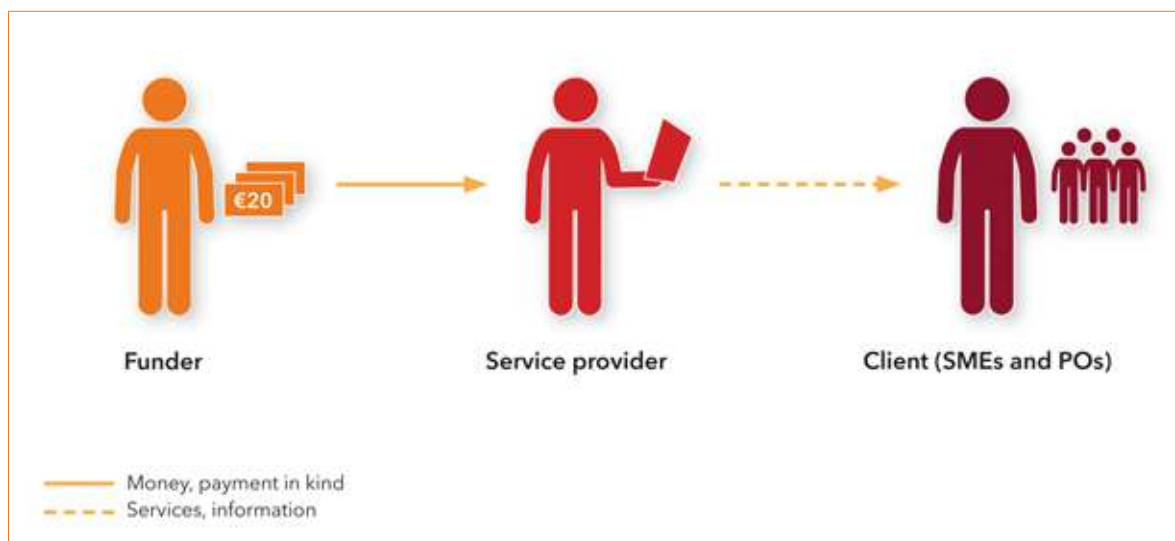 €20
Funder
Service provider
Client (SMEs and POs)
Money, payment in kind
Services, information